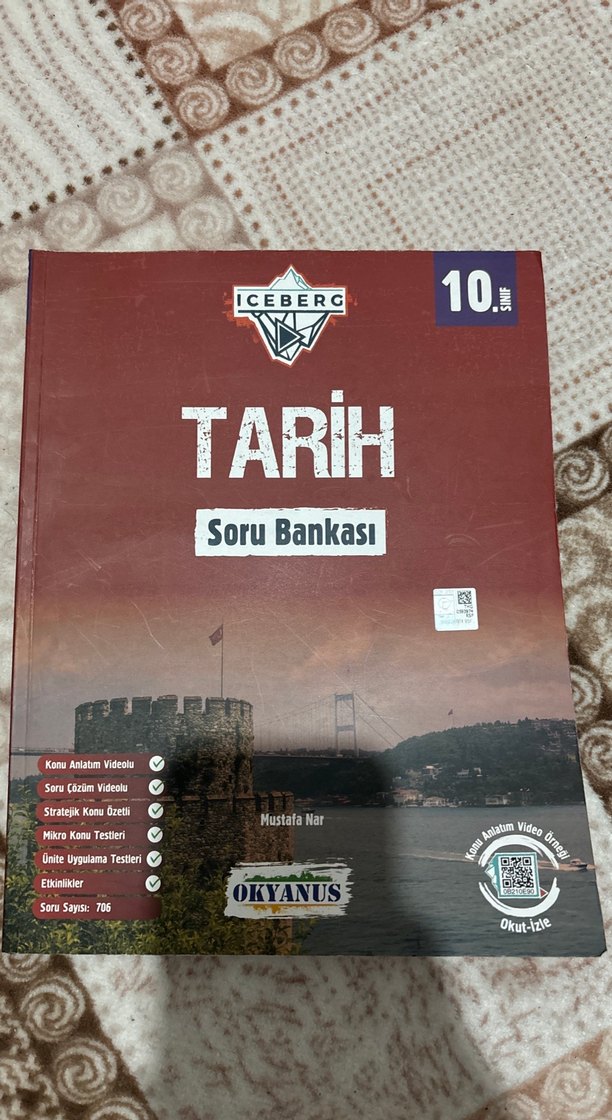 ICEBERG
10.
SINIF
TARİH
Soru Bankası
Konu Anlatım Videolu
Soru Çözüm Videolu
Stratejik Konu Özetli
Mikro Konu Testleri
Ünite Uygulama Testleri
Etkinlikler
Soru Sayısı: 706
Mustafa Nar
OKYANUS
Konu Anlatım Video Örneği
0B210E90
Okut-İzle